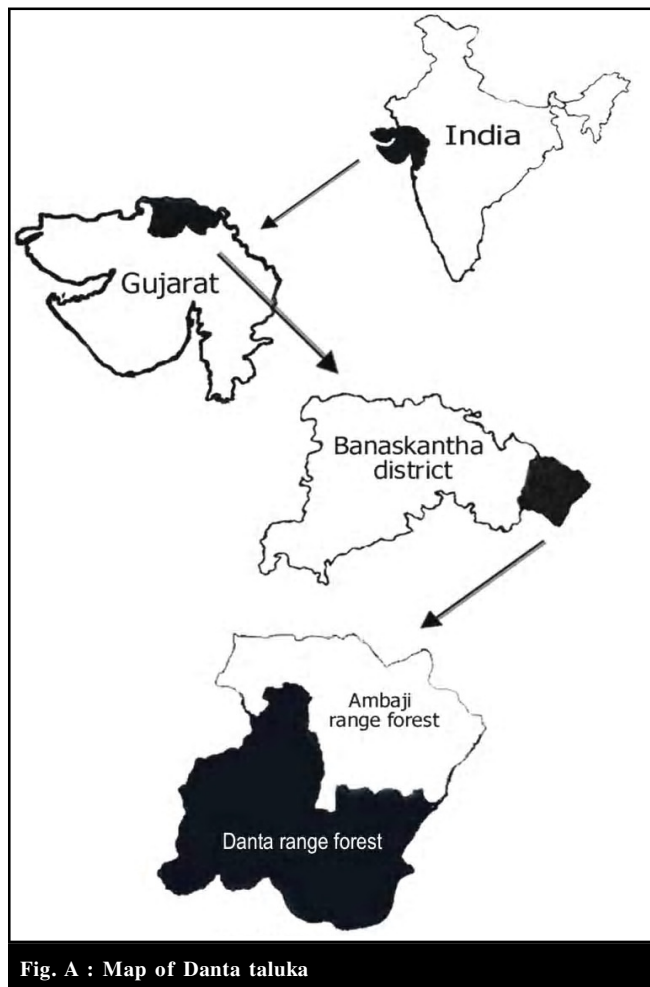 India
Gujarat
Banaskantha
district
Ambaji
range forest
Danta range forest
Fig. A : Map of Danta taluka